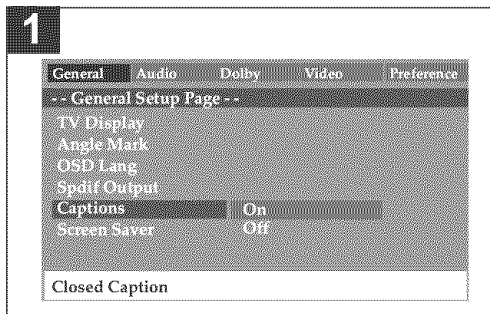 1
General Audio Dolby Video Preference
- - General Setup Page - -
TV Display
Angle Mark
OSD Lang
Spdif Output
Captions On
Screen Saver Off
Closed Caption